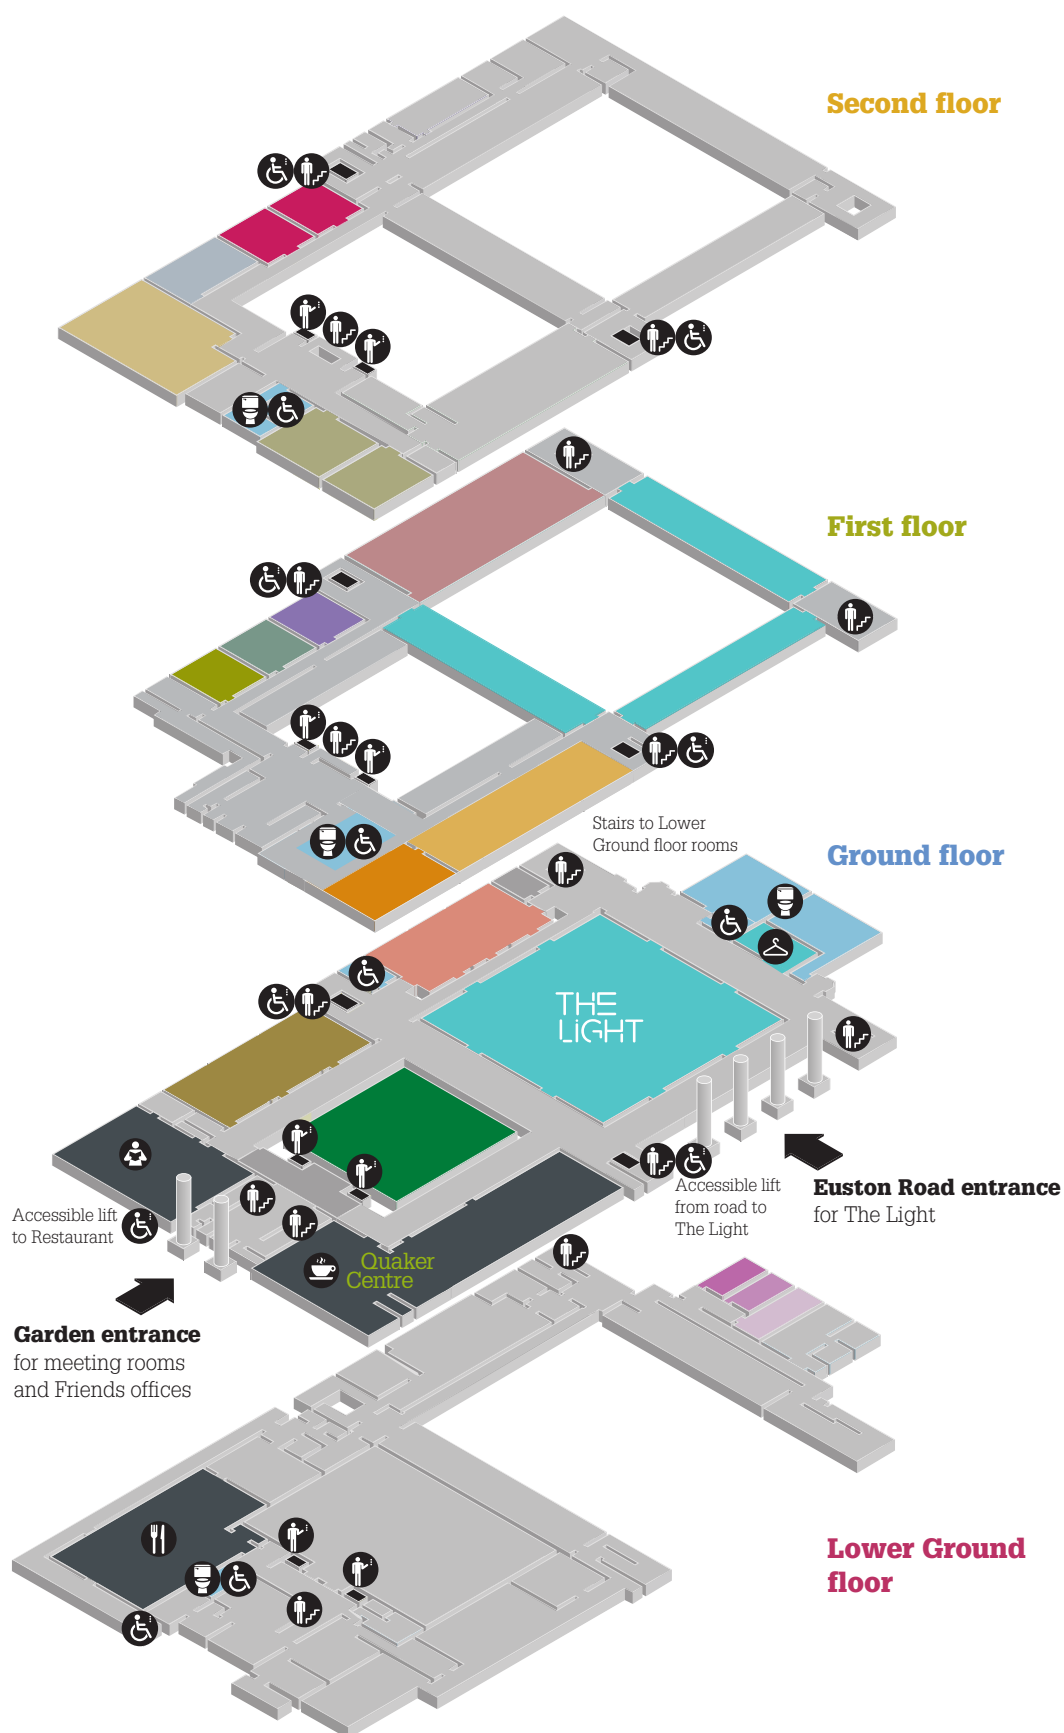 Second floor
First floor
Stairs to Lower
Ground floor rooms
Ground floor
THE
LiGHT
Accessible lift
to Restaurant
Accessible lift
from road to
The Light
Euston Road entrance
for The Light
Quaker
Centre
Garden entrance
for meeting rooms
and Friends offices
Lower Ground
floor